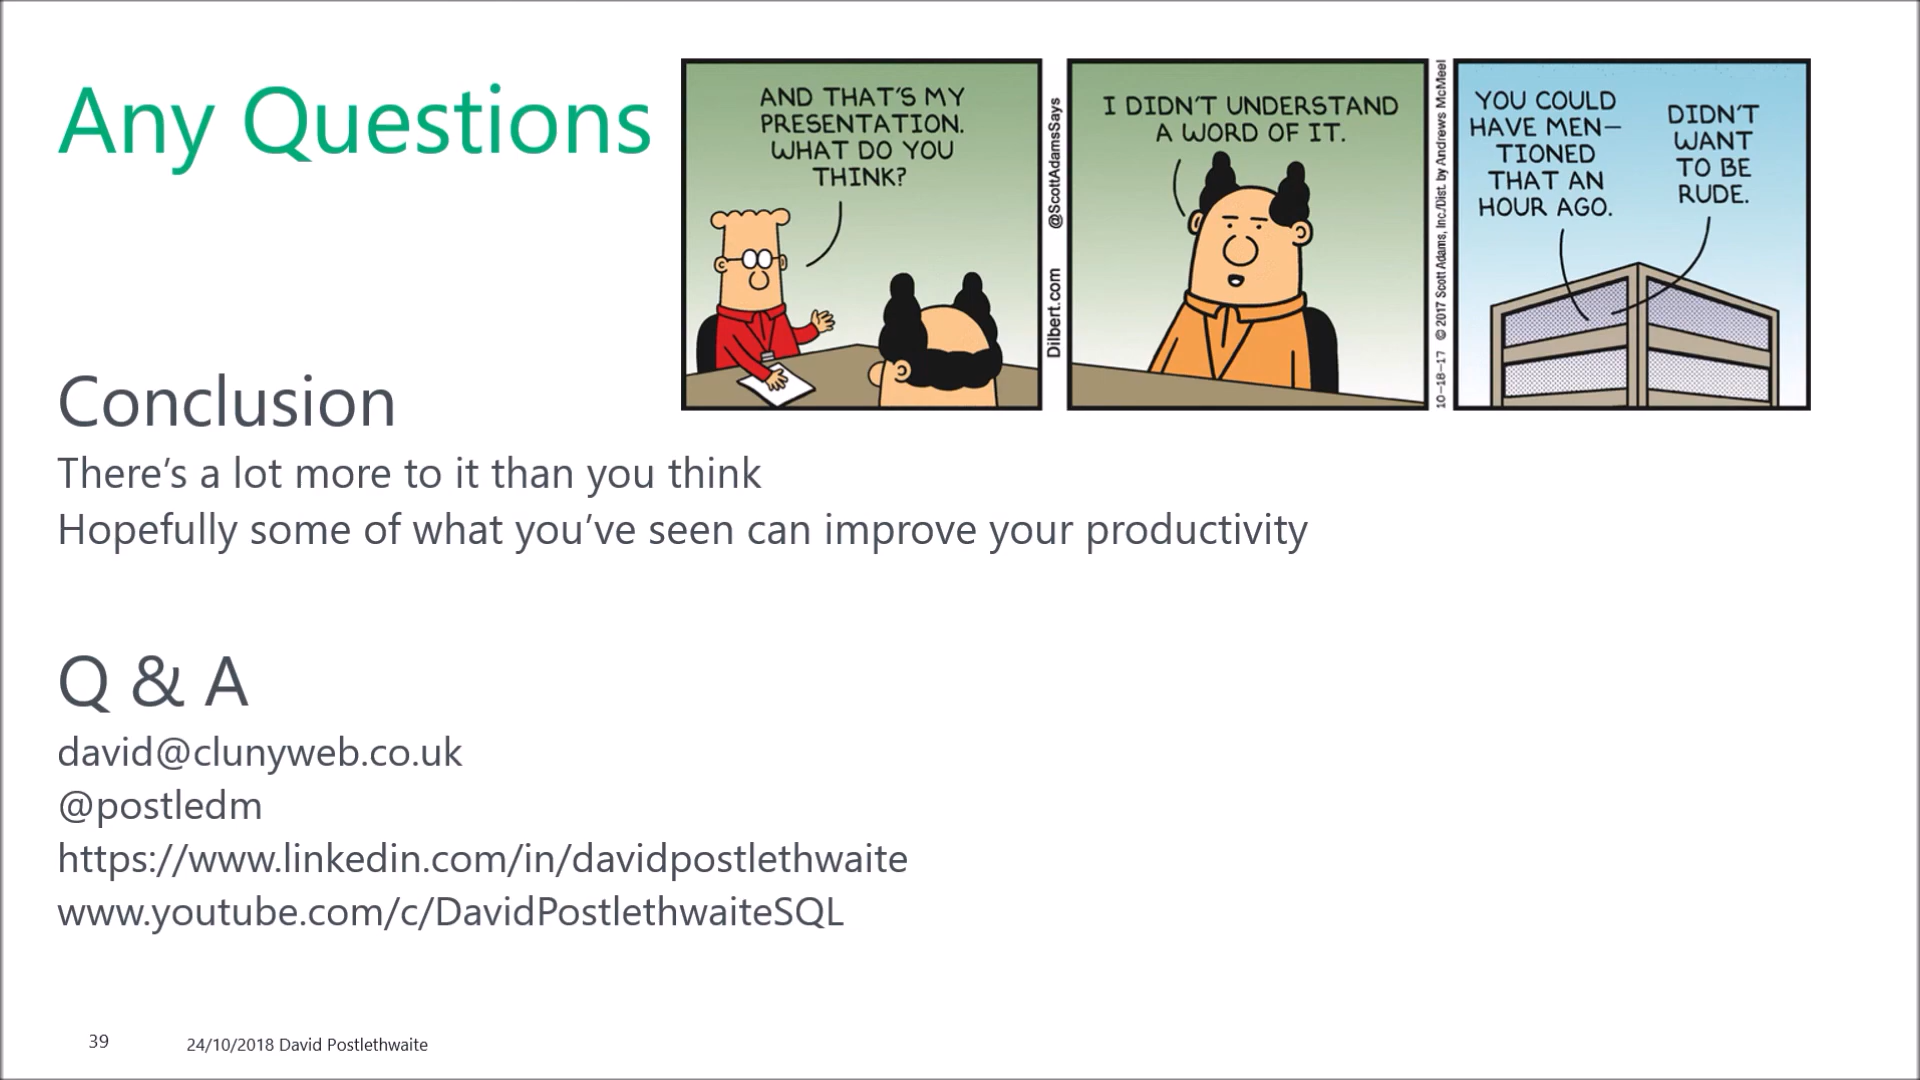 Any Questions
AND THAT'S MY
PRESENTATION.
WHAT DO YOU
THINK?
Dilbert.com @ScottAdamsSays
I DIDN'T UNDERSTAND
A WORD OF IT.
10-18-17 © 2017 Scott Adams, Inc./Dist. by Andrews McMeel
YOU COULD
HAVE MEN-
TIONED
THAT AN
HOUR AGO.
DIDN'T
WANT
TO BE
RUDE.
Conclusion
There's a lot more to it than you think
Hopefully some of what you've seen can improve your productivity
Q & A
david@clunyweb.co.uk
@postledm
https://www.linkedin.com/in/davidpostlethwaite
www.youtube.com/c/DavidPostlethwaiteSQL
39
24/10/2018 David Postlethwaite